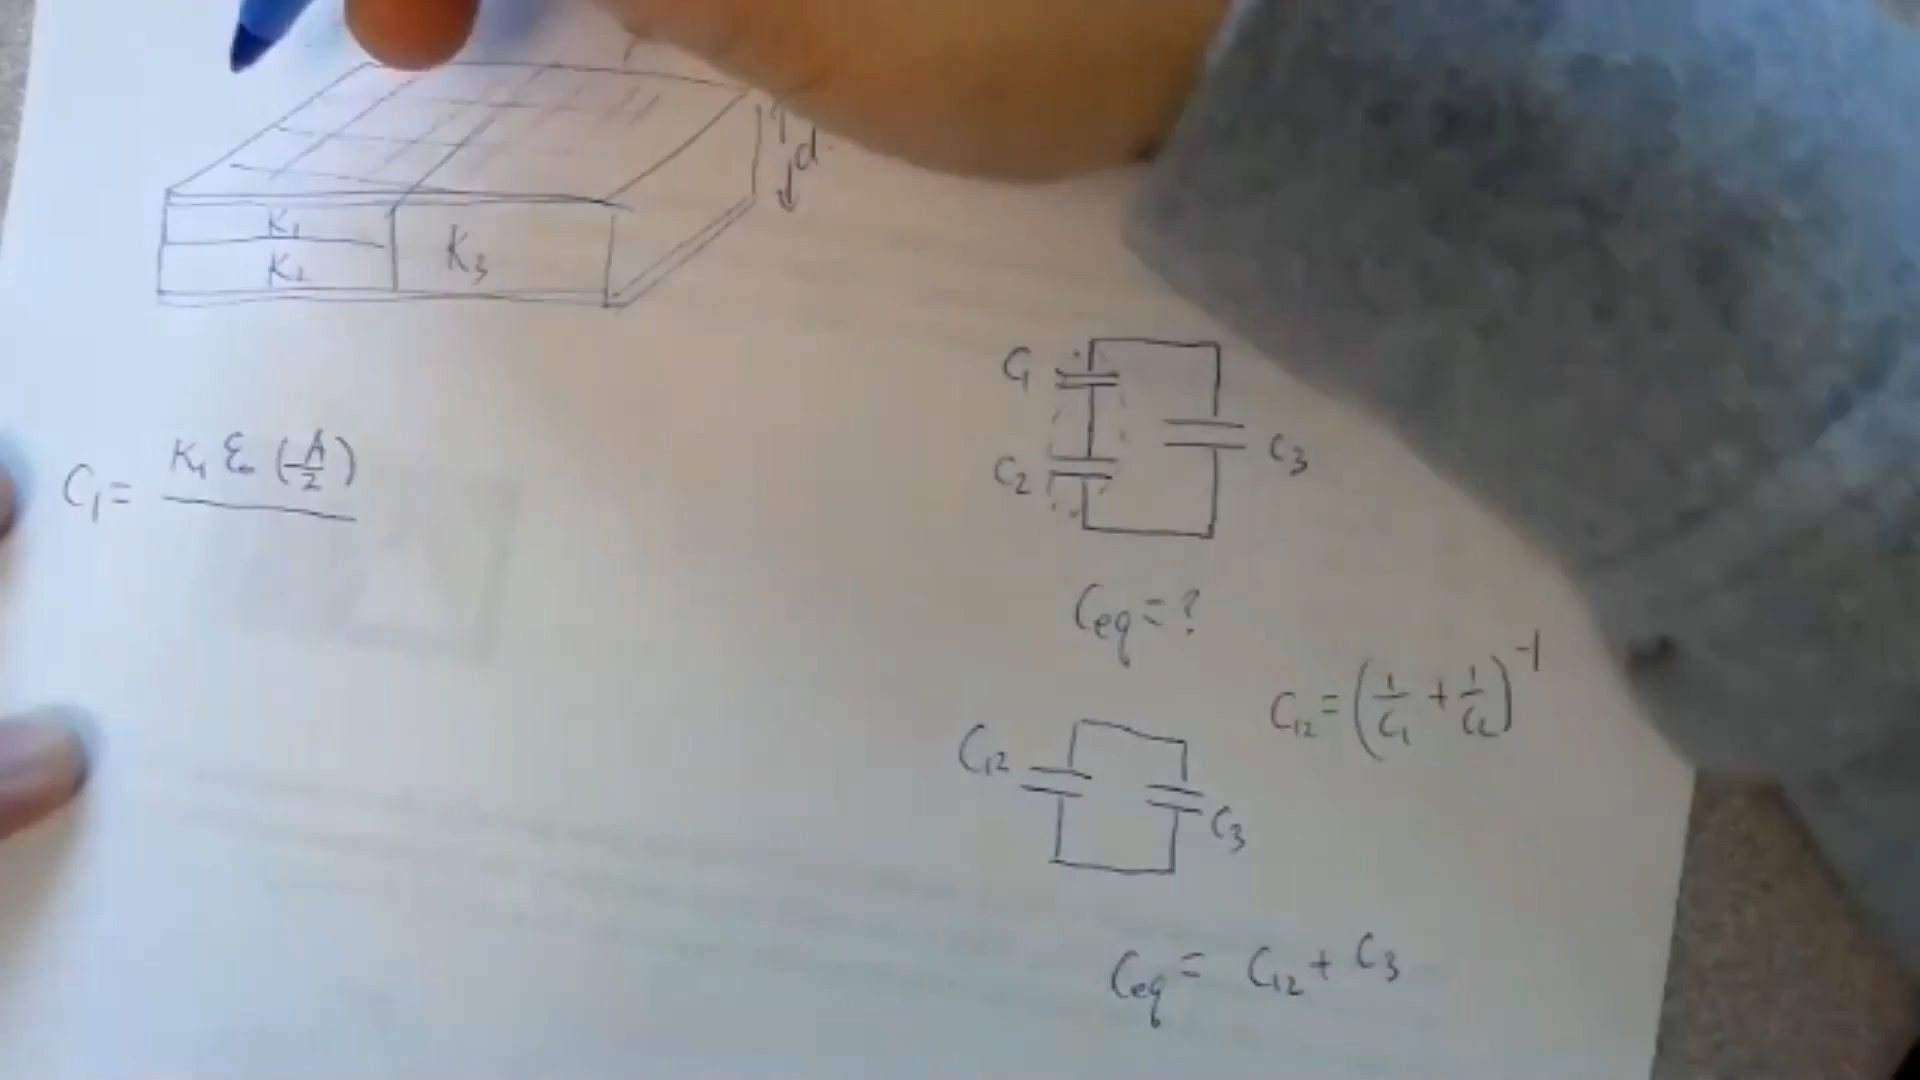 d
K₁
K₂
K₃
C₁
C₂
C₃
C₁ = K₁ ε₀ (A/2)
Ceq = ?
C₁₂ = (1/C₁ + 1/C₂)⁻¹
C₁₂
C₃
Ceq = C₁₂ + C₃